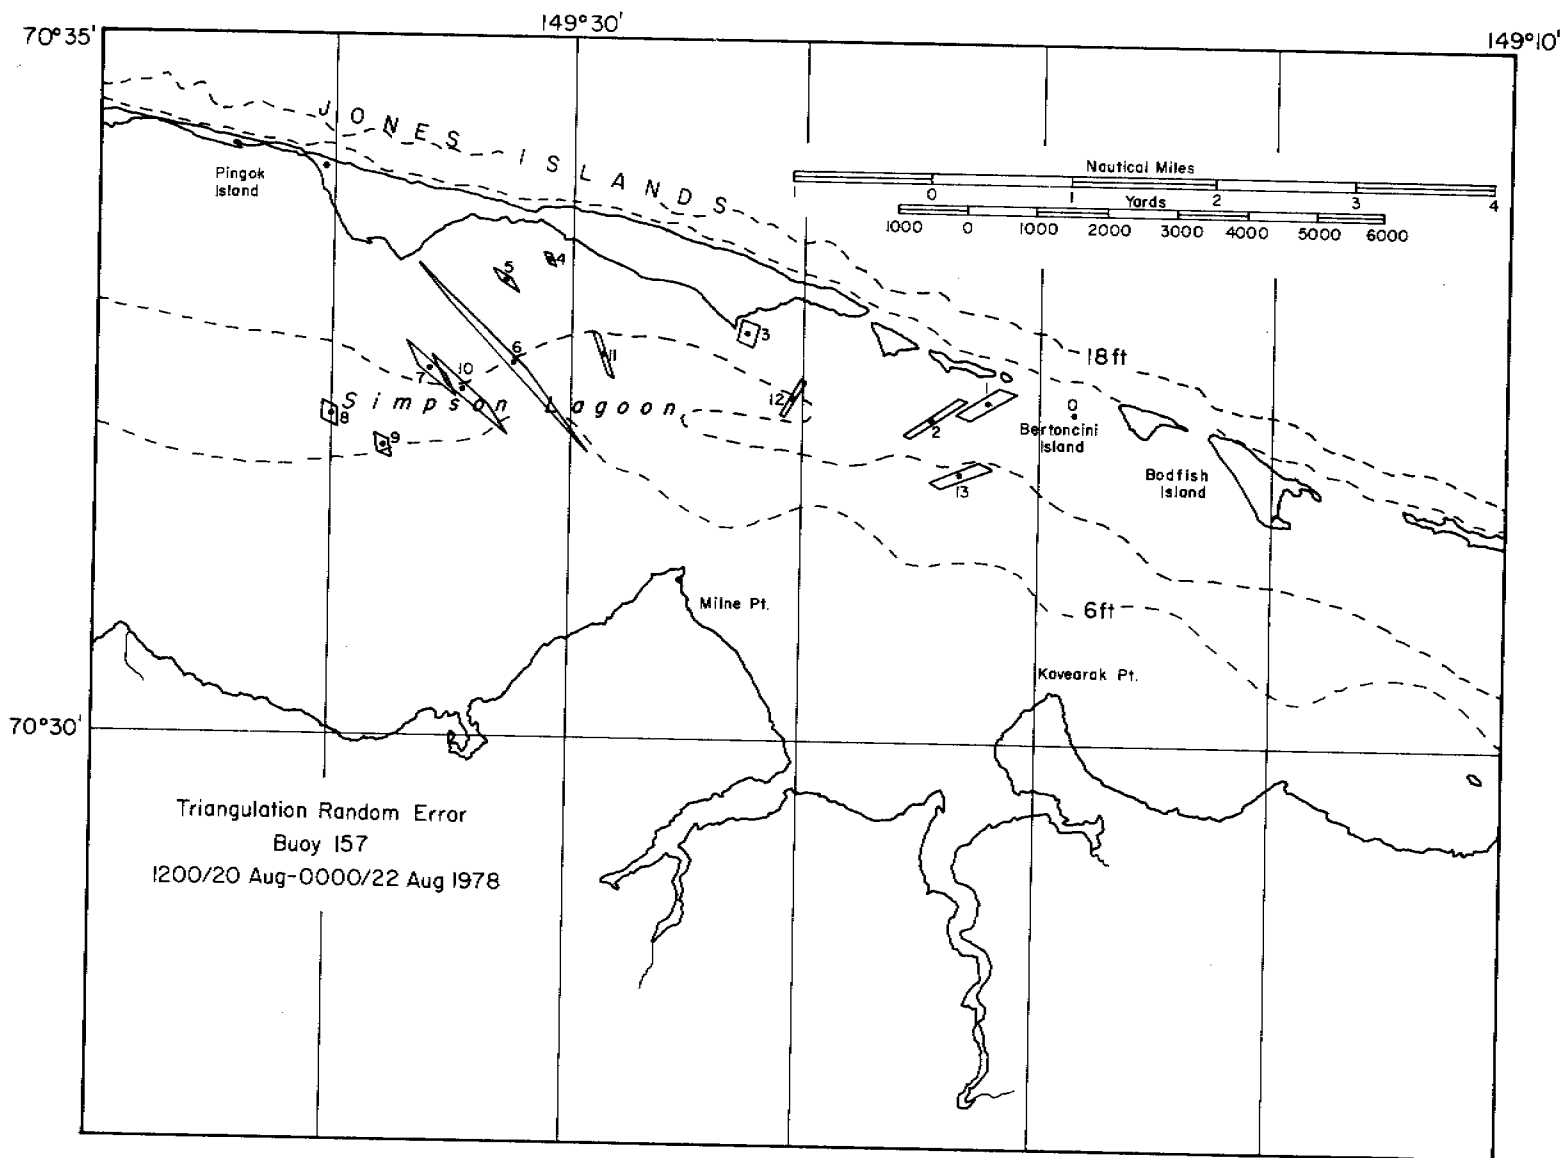 149°30'
70°35'
149°10'
JONES ISLANDS
Pingok
Island
Nautical Miles
1 0 1 2 3 4
Yards
1000 0 1000 2000 3000 4000 5000 6000
5
4
3
18ft
6
11
7
10
1
12
0
8
Simpson Lagoon
2
Bertoncini
Island
9
Bodfish
Island
13
Milne Pt.
6ft
Kavearak Pt.
70°30'
Triangulation Random Error
Buoy 157
1200/20 Aug-0000/22 Aug 1978